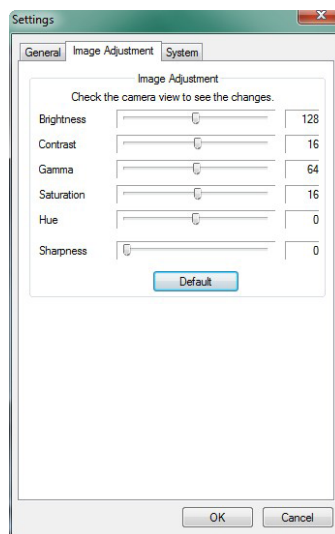 Settings
General Image Adjustment System
Image Adjustment
Check the camera view to see the changes.
Brightness 128
Contrast 16
Gamma 64
Saturation 16
Hue 0
Sharpness 0
Default
OK Cancel